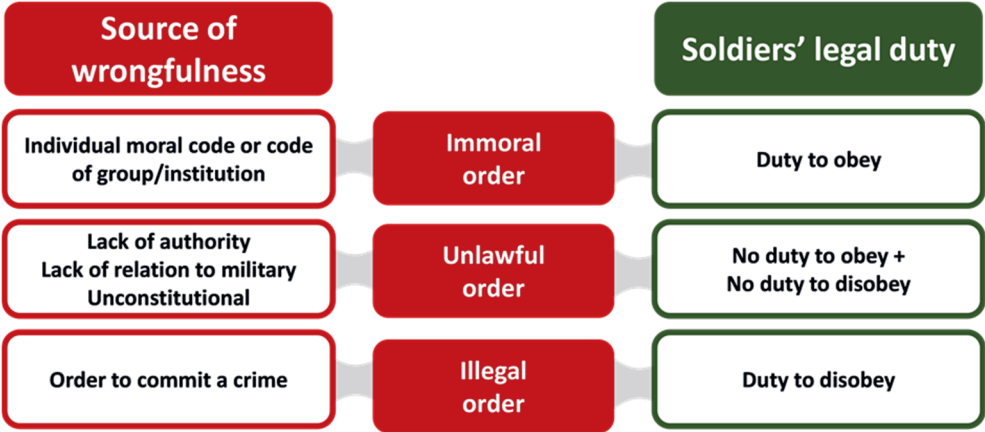 Source of
wrongfulness
Soldiers’ legal duty
Individual moral code or code
of group/institution
Immoral
order
Duty to obey
Lack of authority
Lack of relation to military
Unconstitutional
Unlawful
order
No duty to obey +
No duty to disobey
Order to commit a crime
Illegal
order
Duty to disobey